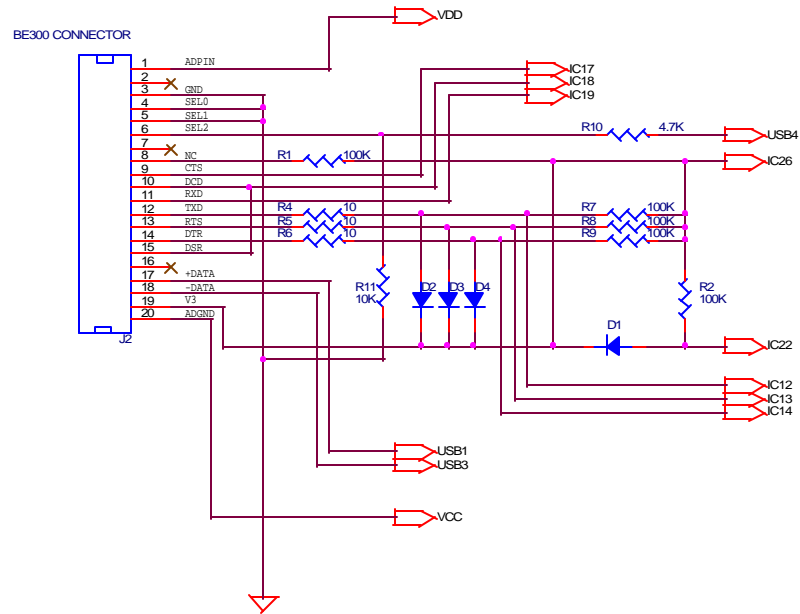 VDD
BE300 CONNECTOR
1 ADPIN
2
3 GND
4 SEL0
5 SEL1
6 SEL2
7
8 NC
9 CTS
10 DCD
11 RXD
12 TXD
13 RTS
14 DTR
15 DSR
16
17 +DATA
18 -DATA
19 V3
20 ADGND
J2
IC17
IC18
IC19
R10 4.7K USB4
R1 100K IC26
R4 10 R7 100K
R5 10 R8 100K
R6 10 R9 100K
R11
10K
D2 D3 D4
R2
100K
D1
IC22
IC12
IC13
IC14
USB1
USB3
VCC